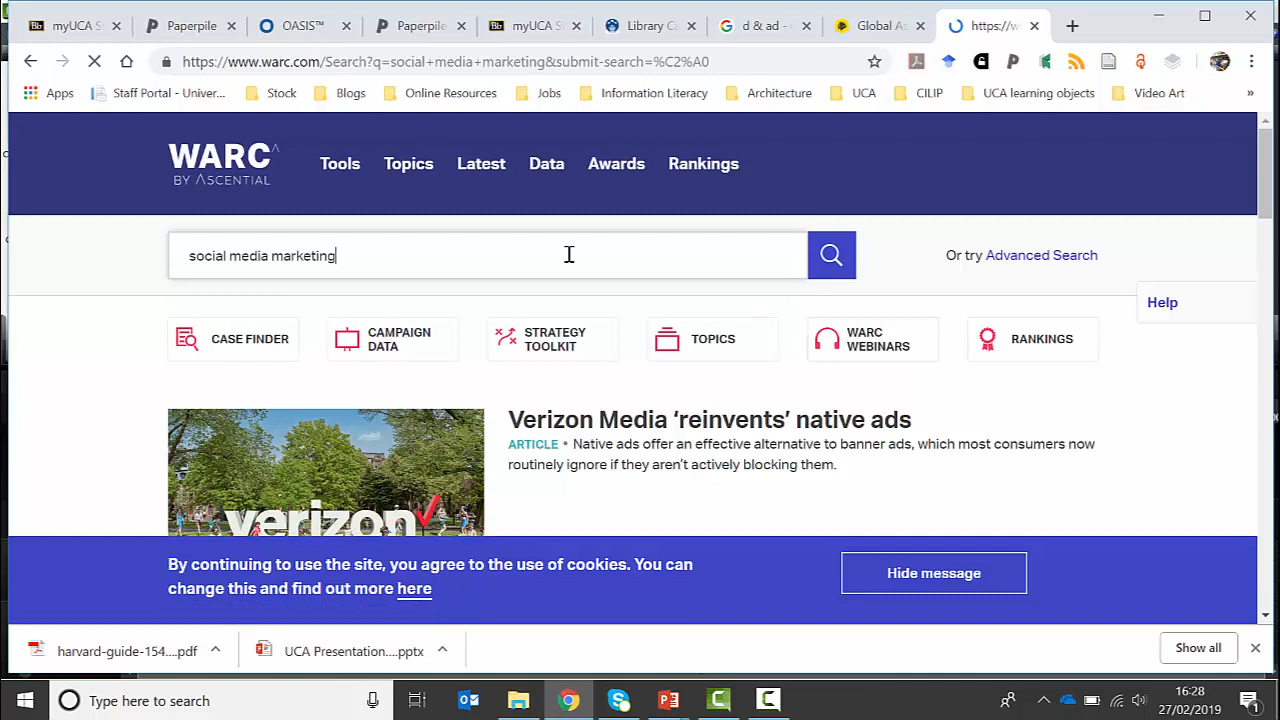 myUCA S
Paperpile
OASIS™
Paperpile
myUCA S
Library Ca
d & ad -
Global As
https://w
https://www.warc.com/Search?q=social+media+marketing&submit-search=%C2%A0
Apps
Staff Portal - Univer...
Stock
Blogs
Online Resources
Jobs
Information Literacy
Architecture
UCA
CILIP
UCA learning objects
Video Art
»
WARC
BY ASCENTIAL
Tools
Topics
Latest
Data
Awards
Rankings
social media marketing
Or try Advanced Search
Help
CASE FINDER
CAMPAIGN
DATA
STRATEGY
TOOLKIT
TOPICS
WARC
WEBINARS
RANKINGS
Verizon Media ‘reinvents’ native ads
ARTICLE • Native ads offer an effective alternative to banner ads, which most consumers now
routinely ignore if they aren’t actively blocking them.
verizon
By continuing to use the site, you agree to the use of cookies. You can
change this and find out more here
Hide message
harvard-guide-154....pdf
UCA Presentation....pptx
Show all
Type here to search
16:28
27/02/2019